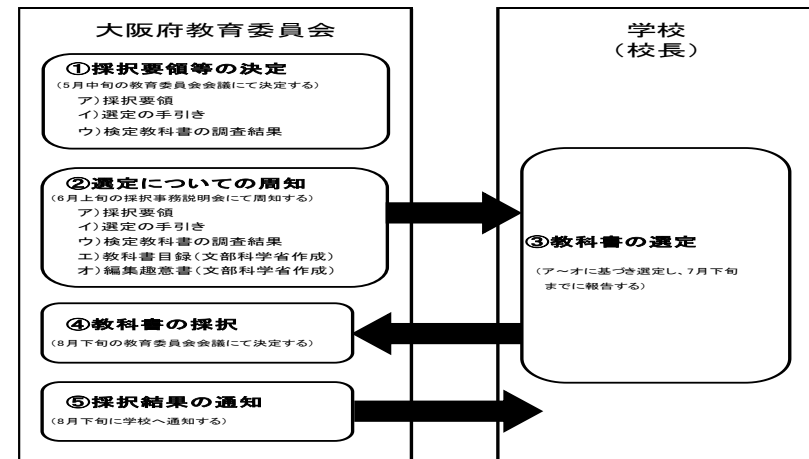 大阪府教育委員会
①採択要領等の決定
(5月中旬の教育委員会会議にて決定する)
ア)採択要領
イ)選定の手引き
ウ)検定教科書の調査結果
②選定についての周知
(6月上旬の採択事務説明会にて周知する)
ア)採択要領
イ)選定の手引き
ウ)検定教科書の調査結果
エ)教科書目録(文部科学省作成)
オ)編集趣意書(文部科学省作成)
④教科書の採択
(8月下旬の教育委員会会議にて決定する)
⑤採択結果の通知
(8月下旬に学校へ通知する)
学校
(校長)
③教科書の選定
(ア~オに基づき選定し、7月下旬
までに報告する)